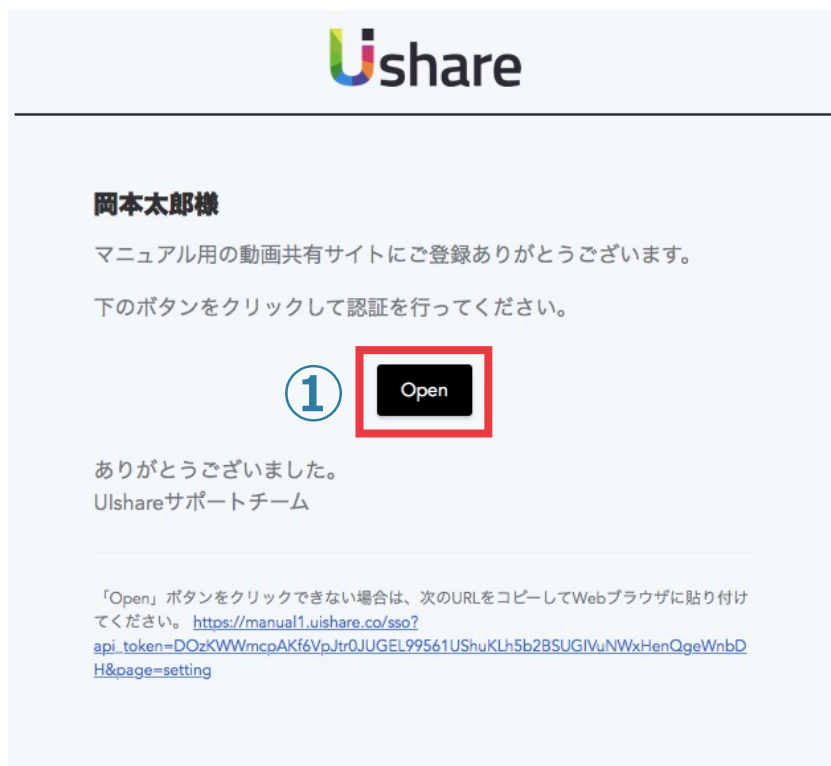 Uishare
岡本太郎様
マニュアル用の動画共有サイトにご登録ありがとうございます。
下のボタンをクリックして認証を行ってください。
① Open
ありがとうございました。
UIshareサポートチーム
「Open」ボタンをクリックできない場合は、次のURLをコピーしてWebブラウザに貼り付け
てください。 https://manual1.uishare.co/sso?
api_token=DOzKWWmcpAKf6VpJtr0JUGEL99561UShuKLh5b2BSUGIVuNWxHenQgeWnbD
H&page=setting